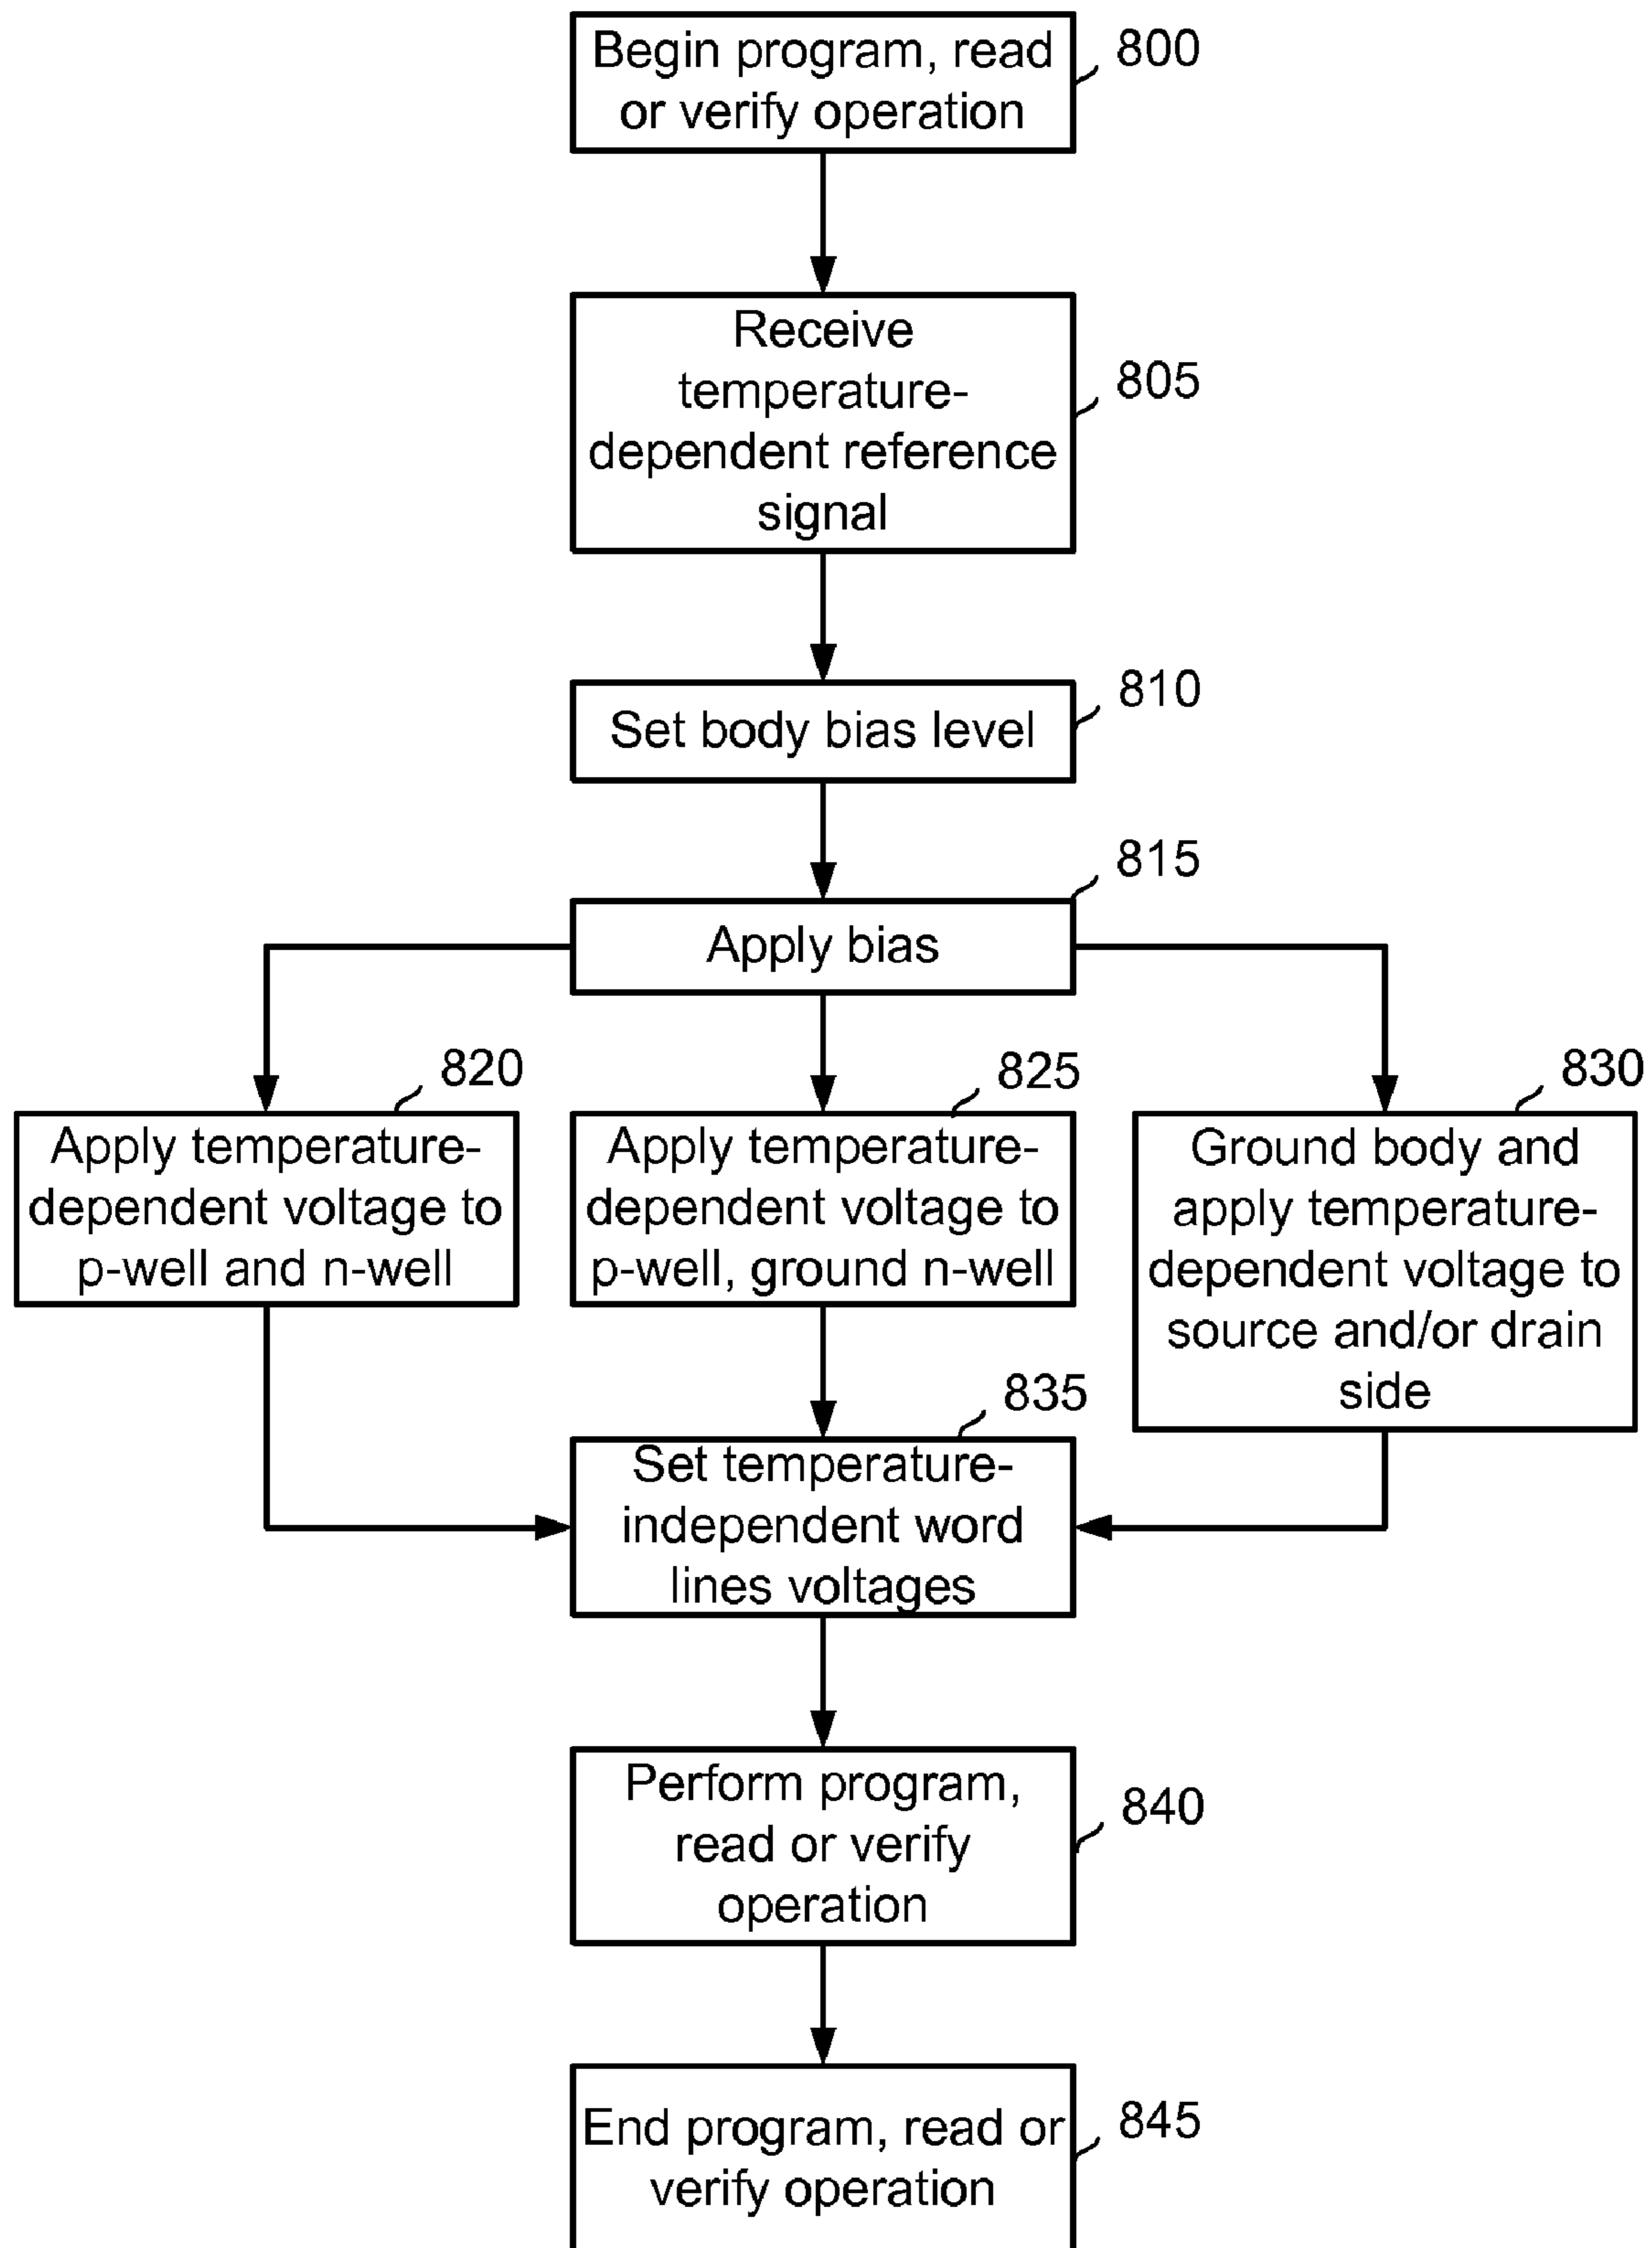 Begin program, read
or verify operation
800
Receive
temperature-
dependent reference
signal
805
Set body bias level
810
Apply bias
815
Apply temperature-
dependent voltage to
p-well and n-well
820
Apply temperature-
dependent voltage to
p-well, ground n-well
825
Ground body and
apply temperature-
dependent voltage to
source and/or drain
side
830
Set temperature-
independent word
lines voltages
835
Perform program,
read or verify
operation
840
End program, read or
verify operation
845